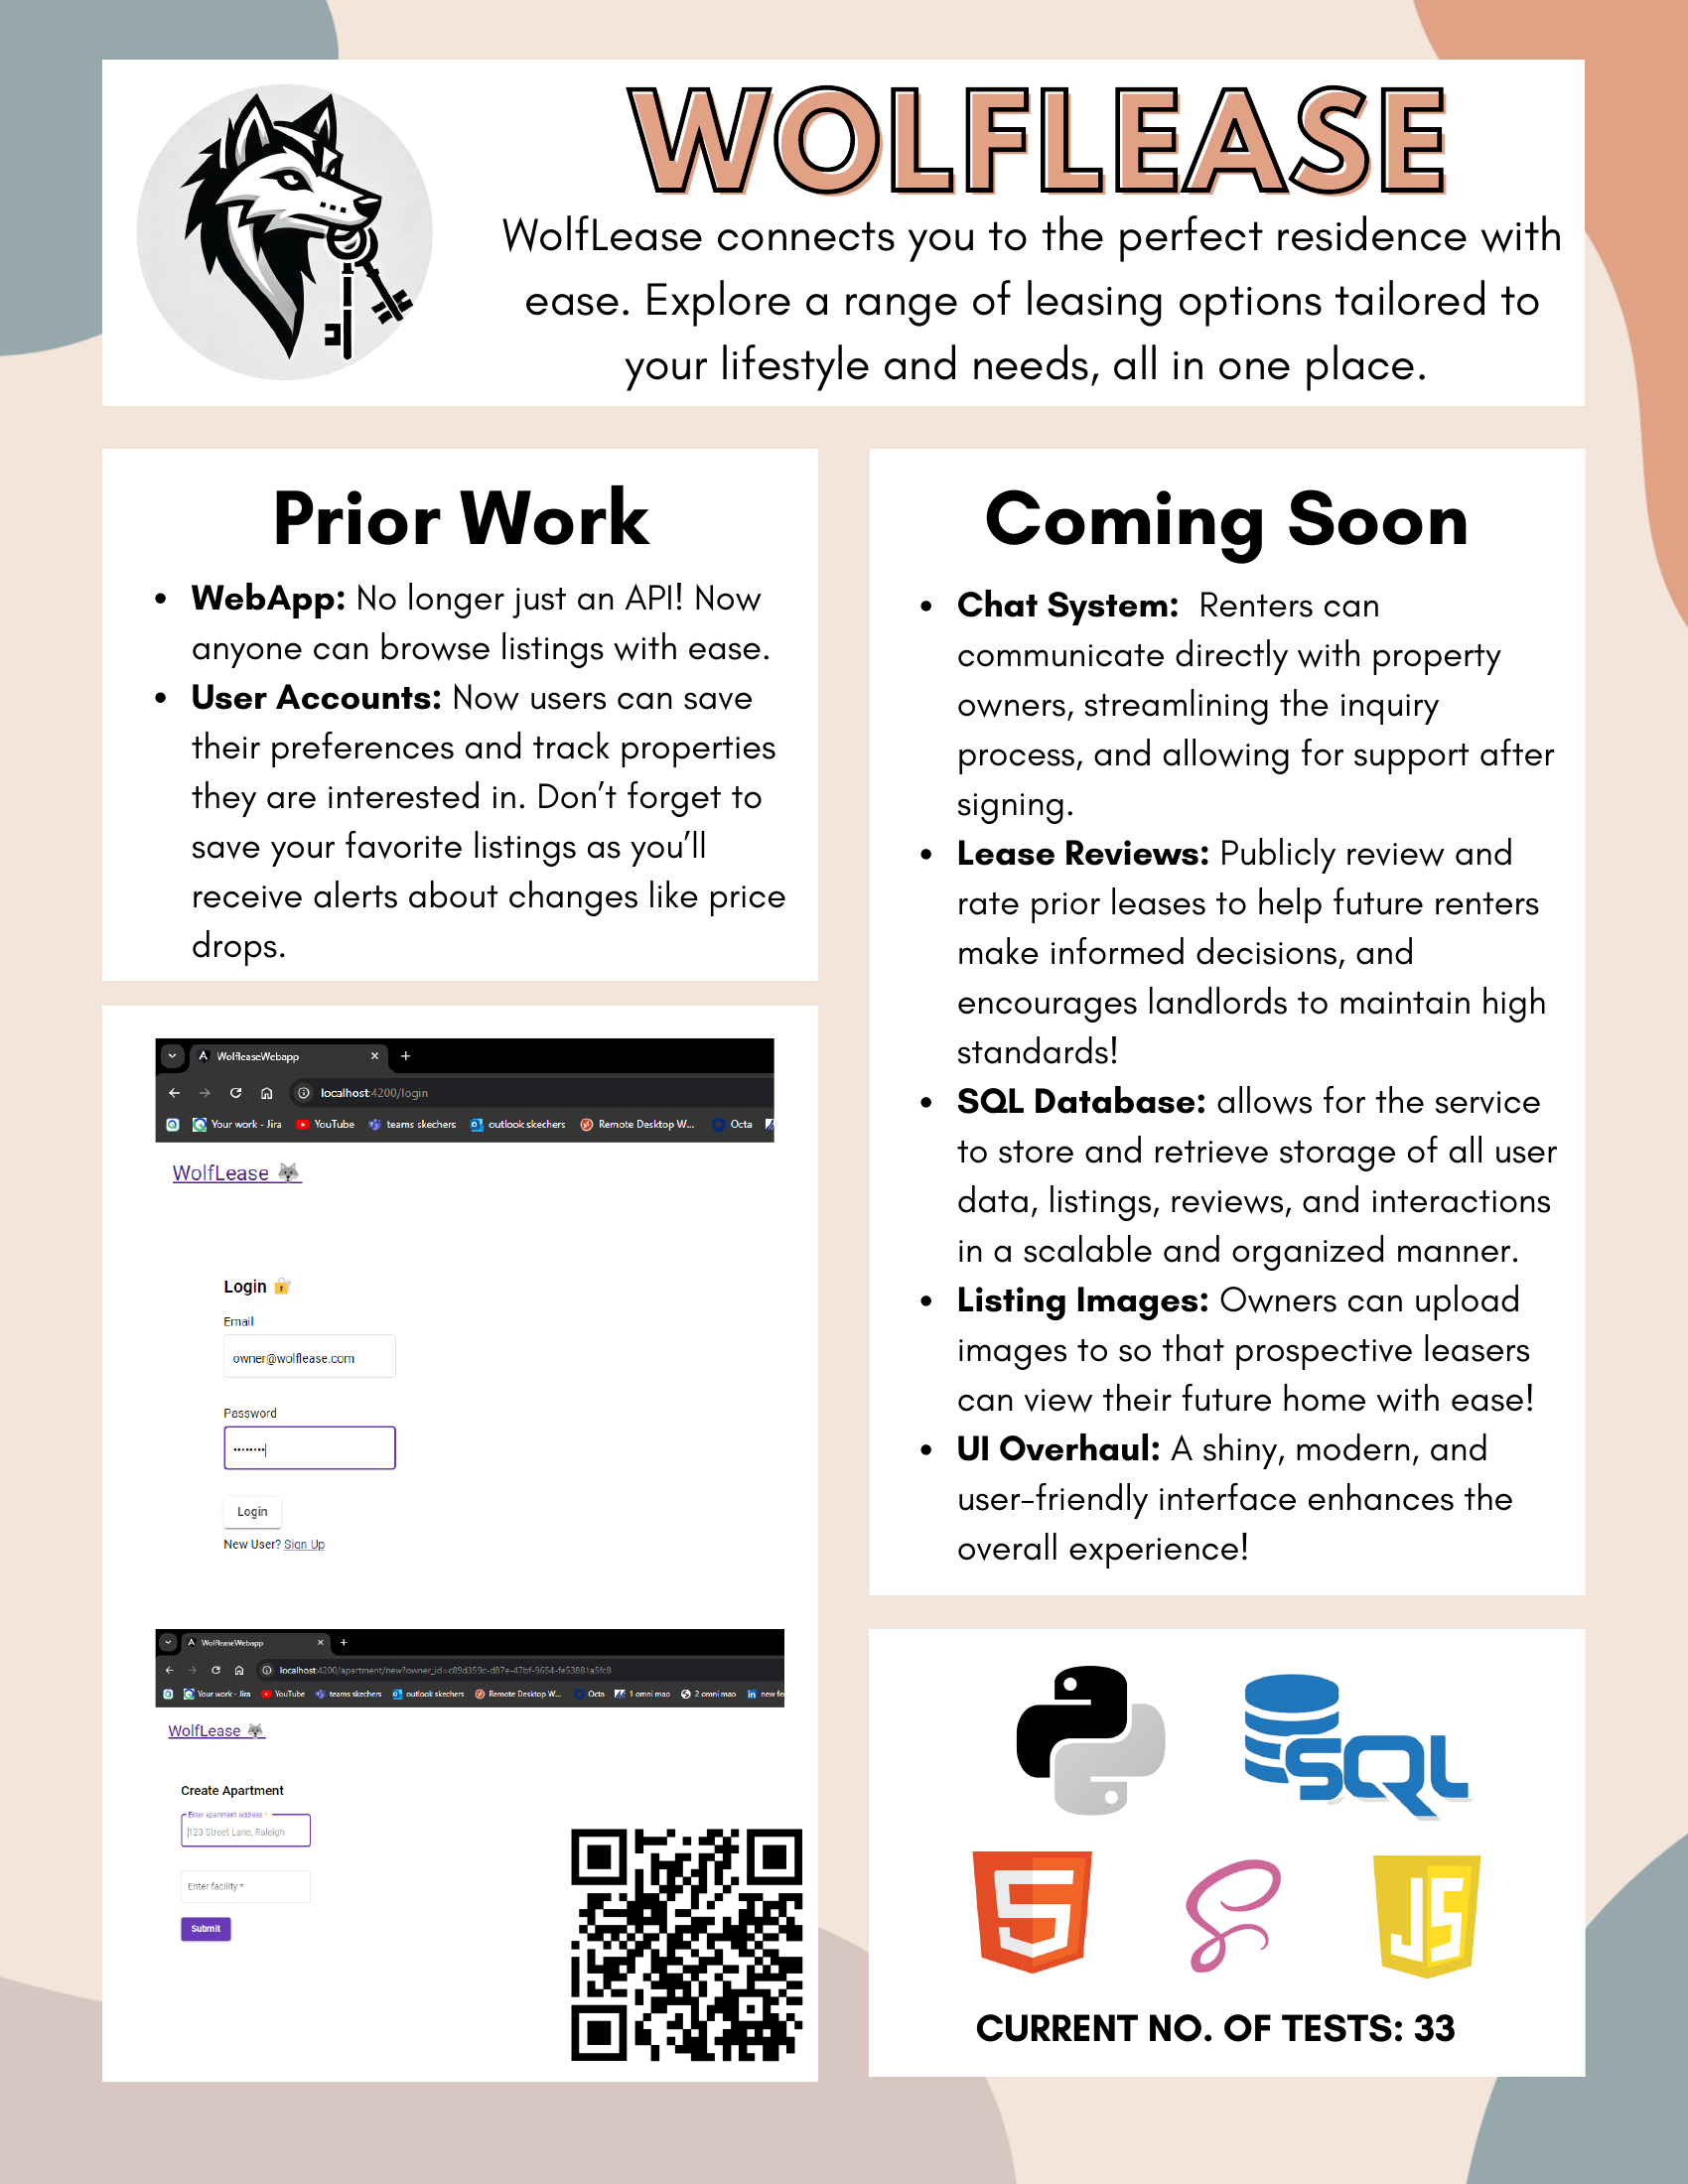 WOLFLEASE
WolfLease connects you to the perfect residence with
ease. Explore a range of leasing options tailored to
your lifestyle and needs, all in one place.
Prior Work
• WebApp: No longer just an API! Now
anyone can browse listings with ease.
• User Accounts: Now users can save
their preferences and track properties
they are interested in. Don't forget to
save your favorite listings as you'll
receive alerts about changes like price
drops.
WolfleaseWebapp
localhost:4200/login
Your work - Jira YouTube teams skechers outlook skechers Remote Desktop W... Octa
WolfLease 🐺
Login 🔐
Email
owner@wolflease.com
Password
••••••••
Login
New User? Sign Up
WolfleaseWebapp
localhost:4200/apartment/new?owner_id=c89d359c-d87e-47bf-9654-fe53881a5fc8
Your work - Jira YouTube teams skechers outlook skechers Remote Desktop W... Octa 1 omni mao 2 omni mao new fe
WolfLease 🐺
Create Apartment
Enter apartment address *
123 Street Lane, Raleigh
Enter facility *
Submit
Coming Soon
• Chat System: Renters can
communicate directly with property
owners, streamlining the inquiry
process, and allowing for support after
signing.
• Lease Reviews: Publicly review and
rate prior leases to help future renters
make informed decisions, and
encourages landlords to maintain high
standards!
• SQL Database: allows for the service
to store and retrieve storage of all user
data, listings, reviews, and interactions
in a scalable and organized manner.
• Listing Images: Owners can upload
images to so that prospective leasers
can view their future home with ease!
• UI Overhaul: A shiny, modern, and
user-friendly interface enhances the
overall experience!
SQL
5
JS
CURRENT NO. OF TESTS: 33